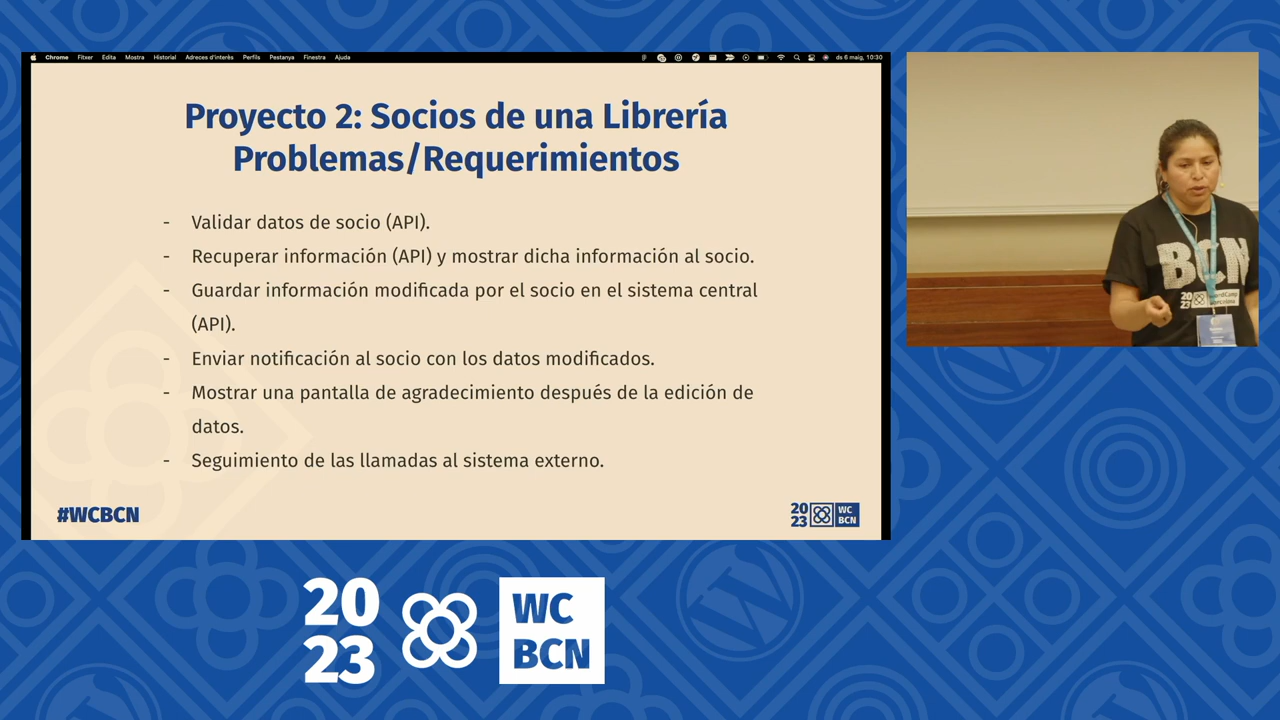 Chrome Fitxer Edita Mostra Historial Adreces d'interès Perfils Pestanya Finestra Ajuda
ds 6 maig, 10:30
Proyecto 2: Socios de una Librería
Problemas/Requerimientos
- Validar datos de socio (API).
- Recuperar información (API) y mostrar dicha información al socio.
- Guardar información modificada por el socio en el sistema central
(API).
- Enviar notificación al socio con los datos modificados.
- Mostrar una pantalla de agradecimiento después de la edición de
datos.
- Seguimiento de las llamadas al sistema externo.
#WCBCN
20
23
WC
BCN
BCN
20
23
WordCamp
Barcelona
20
23
WC
BCN